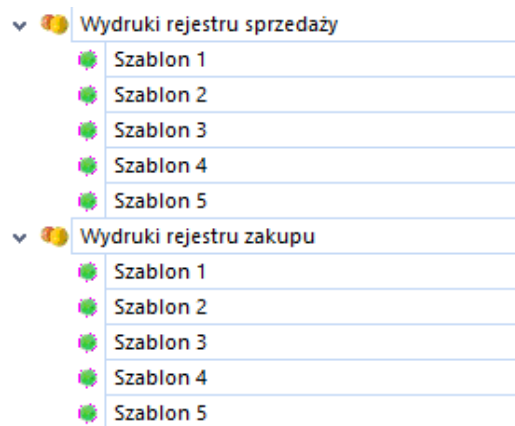 Wydruki rejestru sprzedaży
Szablon 1
Szablon 2
Szablon 3
Szablon 4
Szablon 5
Wydruki rejestru zakupu
Szablon 1
Szablon 2
Szablon 3
Szablon 4
Szablon 5